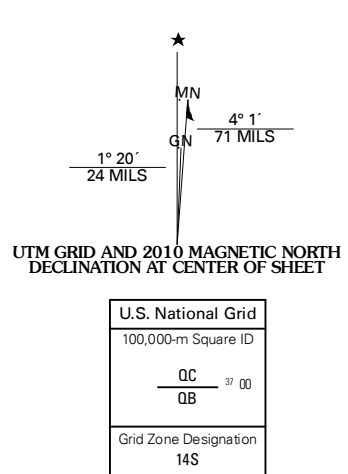 ★
MN
4° 1´
71 MILS
GN
1° 20´
24 MILS
UTM GRID AND 2010 MAGNETIC NORTH
DECLINATION AT CENTER OF SHEET
U.S. National Grid
100,000-m Square ID
QC
37 00
QB
Grid Zone Designation
14S